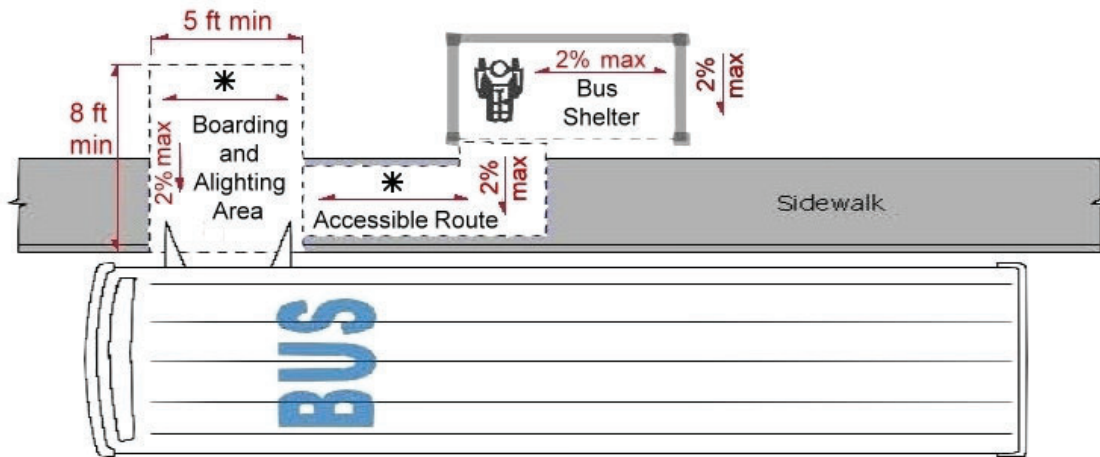 5 ft min
8 ft
min
*
Boarding
and
Alighting
Area
2% max
2% max
Bus
Shelter
2%
max
*
Accessible Route
2%
max
Sidewalk
BUS